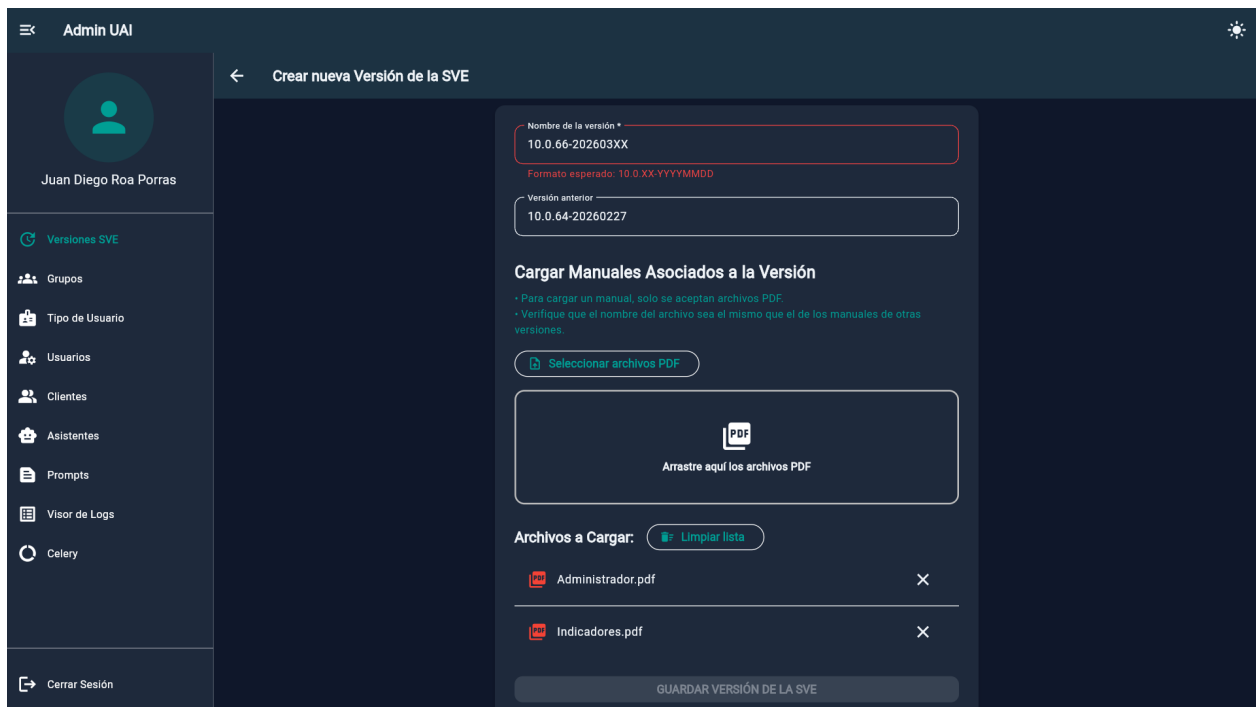 Admin UAI
Crear nueva Versión de la SVE
Juan Diego Roa Porras
Versiones SVE
Grupos
Tipo de Usuario
Usuarios
Clientes
Asistentes
Prompts
Visor de Logs
Celery
Cerrar Sesión
Nombre de la versión *
10.0.66-202603XX
Formato esperado: 10.0.XX-YYYYMMDD
Versión anterior
10.0.64-20260227
Cargar Manuales Asociados a la Versión
• Para cargar un manual, solo se aceptan archivos PDF.
• Verifique que el nombre del archivo sea el mismo que el de los manuales de otras
versiones.
Seleccionar archivos PDF
PDF
Arrastre aquí los archivos PDF
Archivos a Cargar:
Limpiar lista
PDF
Administrador.pdf
PDF
Indicadores.pdf
GUARDAR VERSIÓN DE LA SVE